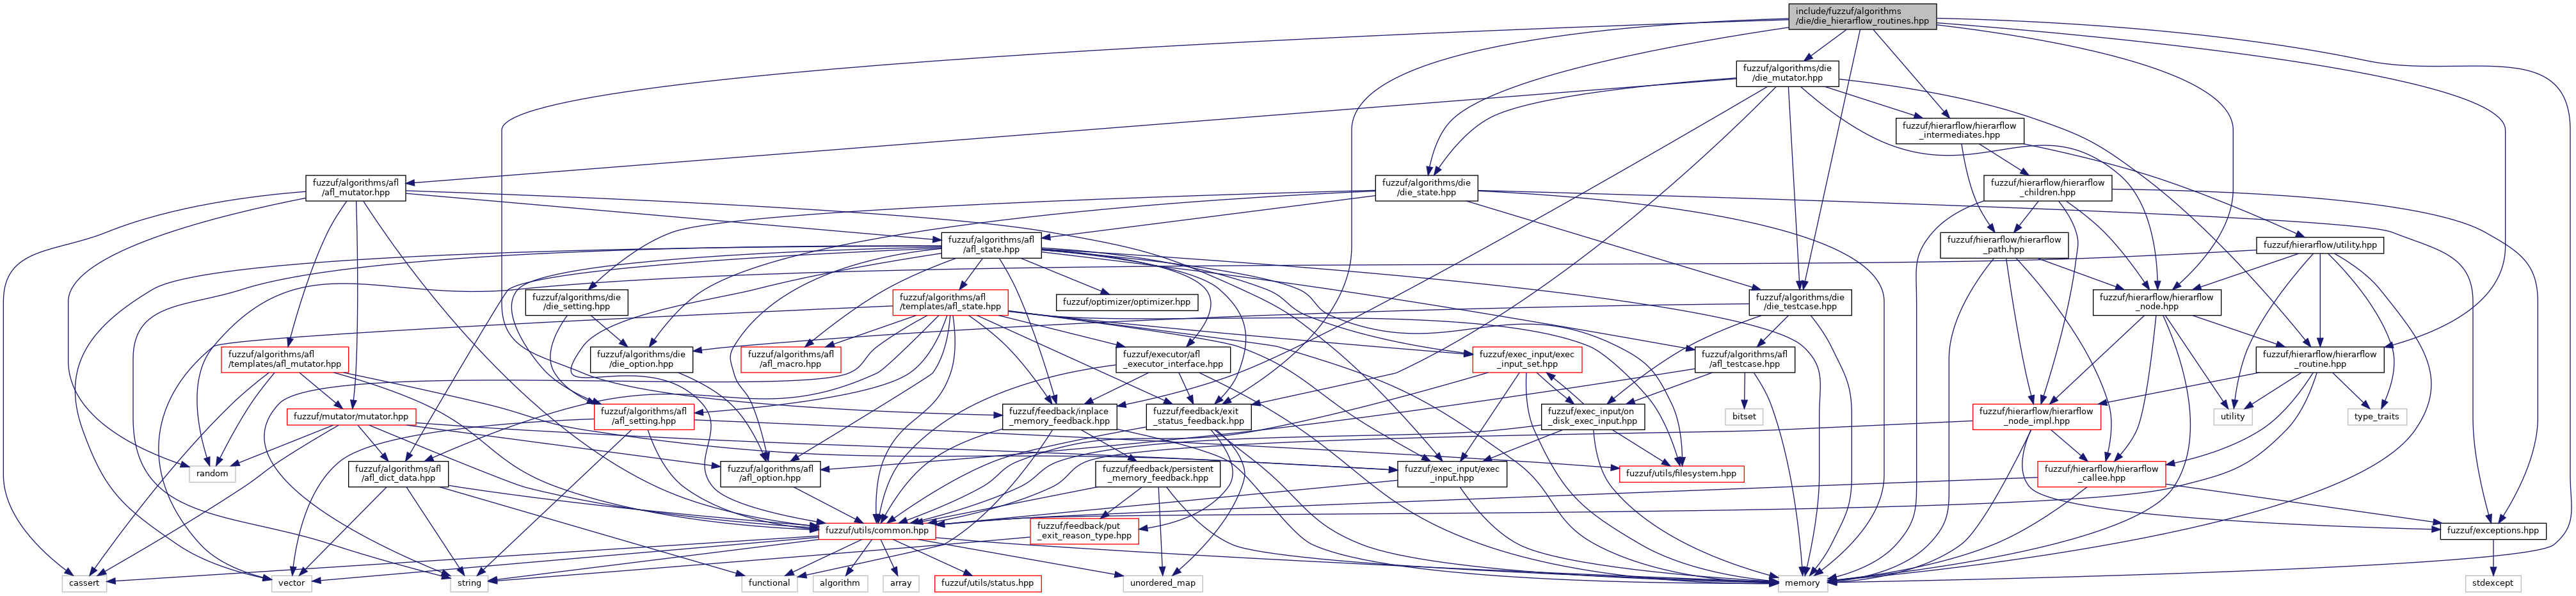 include/fuzzuf/algorithms
/die/die_hierarflow_routines.hpp
fuzzuf/algorithms/die
/die_mutator.hpp
fuzzuf/hierarflow/hierarflow
_intermediates.hpp
fuzzuf/algorithms/afl
/afl_mutator.hpp
fuzzuf/algorithms/die
/die_state.hpp
fuzzuf/hierarflow/hierarflow
_children.hpp
fuzzuf/algorithms/afl
/afl_state.hpp
fuzzuf/hierarflow/hierarflow
_path.hpp
fuzzuf/hierarflow/utility.hpp
fuzzuf/algorithms/die
/die_setting.hpp
fuzzuf/algorithms/afl
/templates/afl_state.hpp
fuzzuf/optimizer/optimizer.hpp
fuzzuf/algorithms/die
/die_testcase.hpp
fuzzuf/hierarflow/hierarflow
_node.hpp
fuzzuf/algorithms/afl
/templates/afl_mutator.hpp
fuzzuf/algorithms/die
/die_option.hpp
fuzzuf/algorithms/afl
/afl_macro.hpp
fuzzuf/executor/afl
_executor_interface.hpp
fuzzuf/exec_input/exec
_input_set.hpp
fuzzuf/algorithms/afl
/afl_testcase.hpp
fuzzuf/hierarflow/hierarflow
_routine.hpp
fuzzuf/mutator/mutator.hpp
fuzzuf/algorithms/afl
/afl_setting.hpp
fuzzuf/feedback/inplace
_memory_feedback.hpp
fuzzuf/feedback/exit
_status_feedback.hpp
fuzzuf/exec_input/on
_disk_exec_input.hpp
bitset
fuzzuf/hierarflow/hierarflow
_node_impl.hpp
utility
type_traits
random
fuzzuf/algorithms/afl
/afl_dict_data.hpp
fuzzuf/algorithms/afl
/afl_option.hpp
fuzzuf/feedback/persistent
_memory_feedback.hpp
fuzzuf/exec_input/exec
_input.hpp
fuzzuf/utils/filesystem.hpp
fuzzuf/hierarflow/hierarflow
_callee.hpp
fuzzuf/utils/common.hpp
fuzzuf/feedback/put
_exit_reason_type.hpp
fuzzuf/exceptions.hpp
cassert
vector
string
functional
algorithm
array
fuzzuf/utils/status.hpp
unordered_map
memory
stdexcept